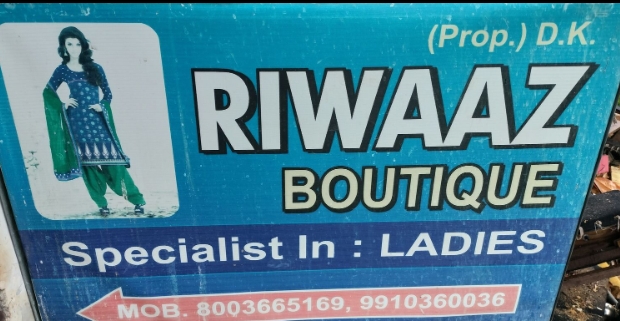 (Prop.) D.K.
RIWAAZ
BOUTIQUE
Specialist In : LADIES
MOB. 8003665169, 9910360036